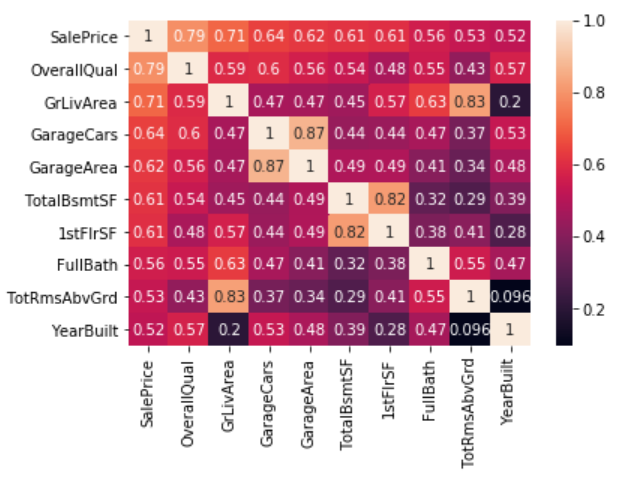 SalePrice 1 0.79 0.71 0.64 0.62 0.61 0.61 0.56 0.53 0.52
OverallQual 0.79 1 0.59 0.6 0.56 0.54 0.48 0.55 0.43 0.57
GrLivArea 0.71 0.59 1 0.47 0.47 0.45 0.57 0.63 0.83 0.2
GarageCars 0.64 0.6 0.47 1 0.87 0.44 0.44 0.47 0.37 0.53
GarageArea 0.62 0.56 0.47 0.87 1 0.49 0.49 0.41 0.34 0.48
TotalBsmtSF 0.61 0.54 0.45 0.44 0.49 1 0.82 0.32 0.29 0.39
1stFlrSF 0.61 0.48 0.57 0.44 0.49 0.82 1 0.38 0.41 0.28
FullBath 0.56 0.55 0.63 0.47 0.41 0.32 0.38 1 0.55 0.47
TotRmsAbvGrd 0.53 0.43 0.83 0.37 0.34 0.29 0.41 0.55 1 0.096
YearBuilt 0.52 0.57 0.2 0.53 0.48 0.39 0.28 0.47 0.096 1
SalePrice
OverallQual
GrLivArea
GarageCars
GarageArea
TotalBsmtSF
1stFlrSF
FullBath
TotRmsAbvGrd
YearBuilt
1.0
0.8
0.6
0.4
0.2